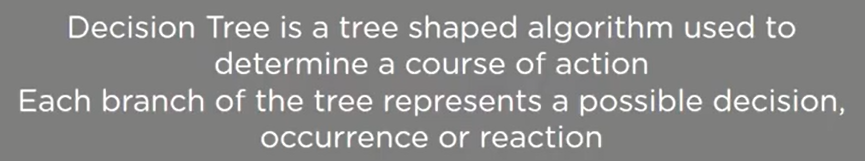 Decision Tree is a tree shaped algorithm used to
determine a course of action
Each branch of the tree represents a possible decision,
occurrence or reaction